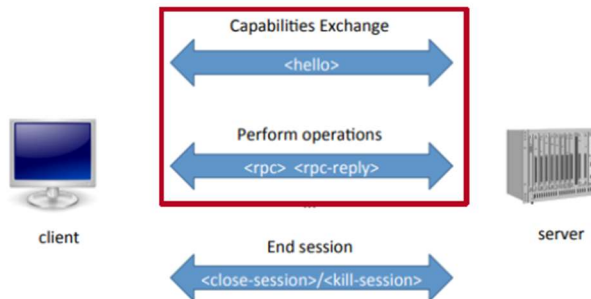 Capabilities Exchange
<hello>
Perform operations
<rpc> <rpc-reply>
...
client
server
End session
<close-session>/<kill-session>